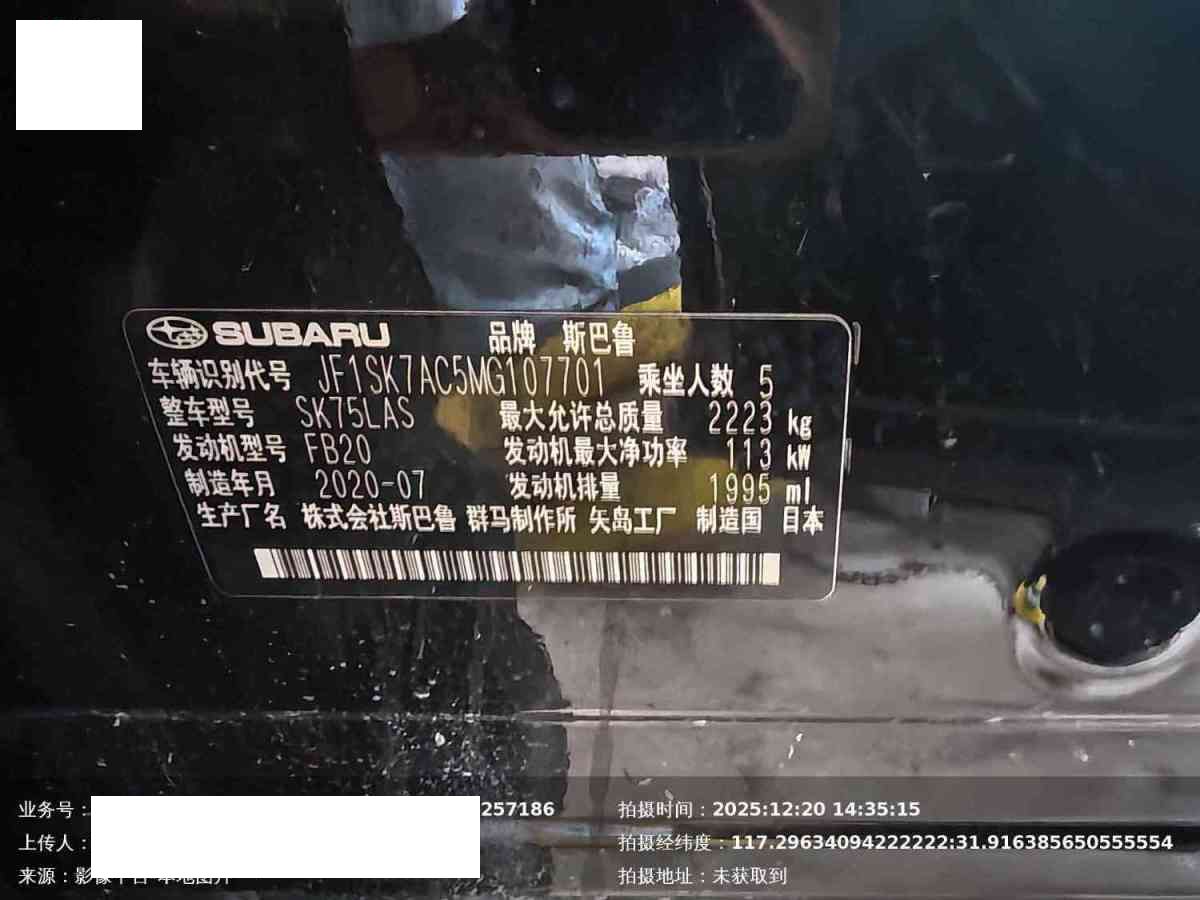 SUBARU 品牌 斯巴鲁
车辆识别代号 JF1SK7AC5MG107701 乘坐人数 5
整车型号 SK75LAS 最大允许总质量 2223 kg
发动机型号 FB20 发动机最大净功率 113 kW
制造年月 2020-07 发动机排量 1995 ml
生产厂名 株式会社斯巴鲁 群马制作所 矢岛工厂 制造国 日本
业务号： 257186 拍摄时间：2025:12:20 14:35:15
上传人： 拍摄经纬度：117.29634094222222:31.916385650555554
来源： 拍摄地址：未获取到